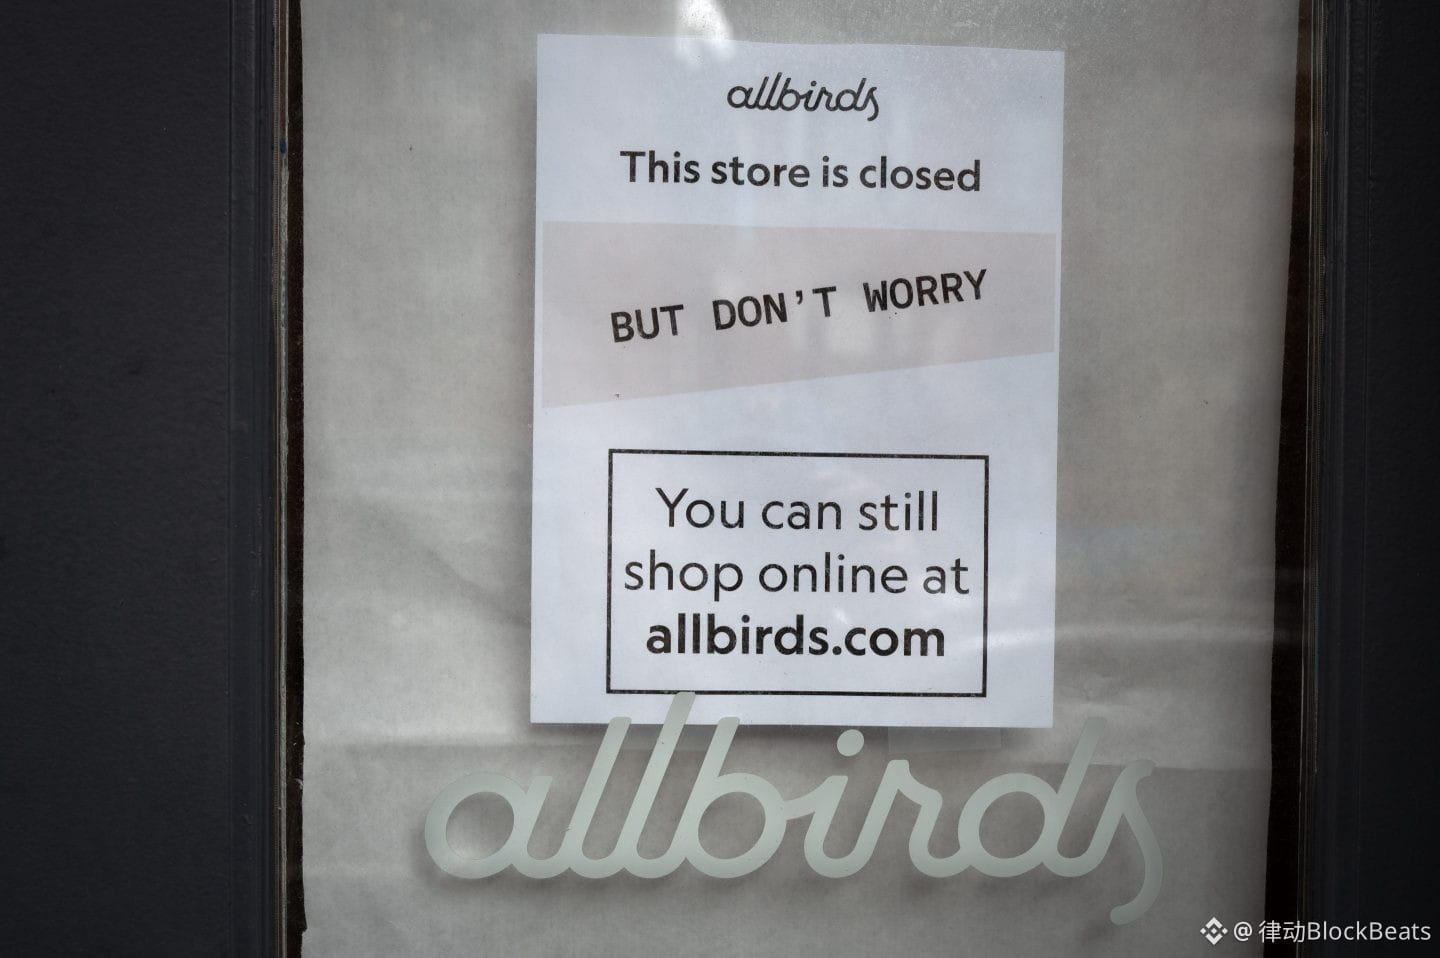 allbirds
This store is closed
BUT DON'T WORRY
You can still
shop online at
allbirds.com
allbirds
@ 律动BlockBeats